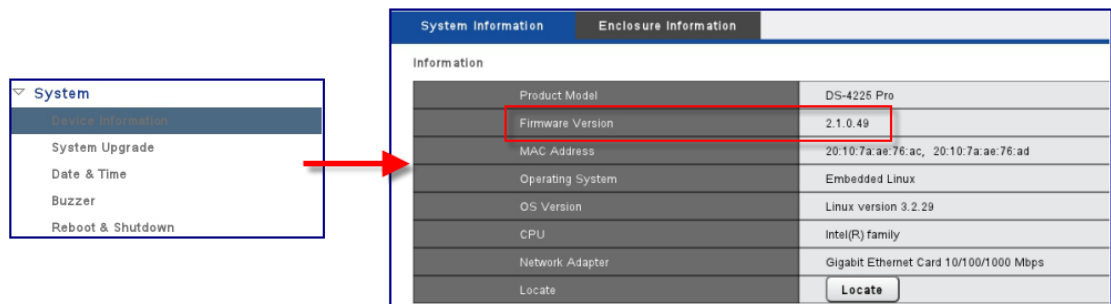 System
Device Information
System Upgrade
Date & Time
Buzzer
Reboot & Shutdown
System Information Enclosure Information
Information
Product Model DS-4225 Pro
Firmware Version 2.1.0.49
MAC Address 20:10:7a:ae:76:ac, 20:10:7a:ae:76:ad
Operating System Embedded Linux
OS Version Linux version 3.2.29
CPU Intel(R) family
Network Adapter Gigabit Ethernet Card 10/100/1000 Mbps
Locate Locate